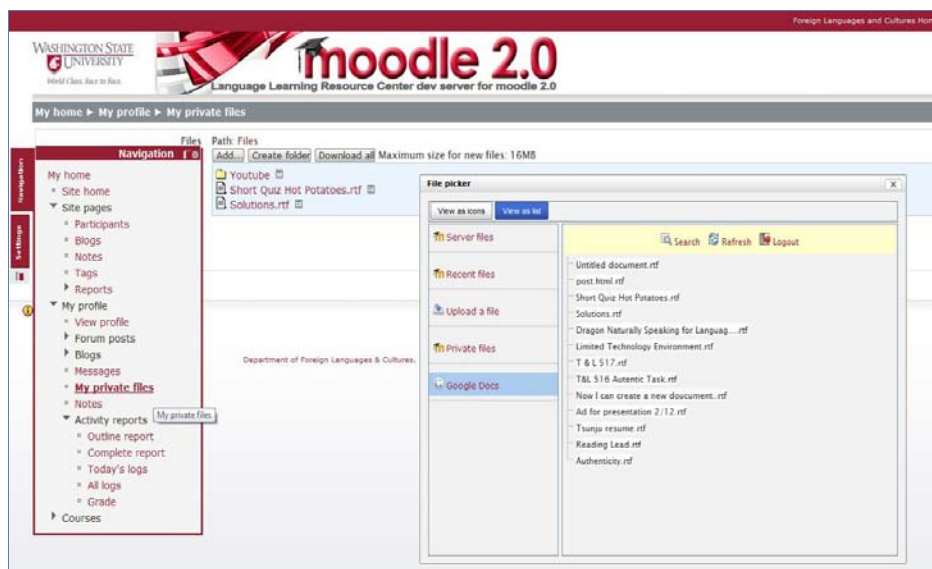 Foreign Languages and Cultures Hom
WASHINGTON STATE
UNIVERSITY
World Class. Face to Face.
moodle 2.0
Language Learning Resource Center dev server for moodle 2.0
My home ► My profile ► My private files
Files Path: Files
Add... Create folder Download all Maximum size for new files: 16MB
Youtube
Short Quiz Hot Potatoes.rtf
Solutions.rtf
Navigation
Settings
Navigation
My home
Site home
Site pages
Participants
Blogs
Notes
Tags
Reports
My profile
View profile
Forum posts
Blogs
Messages
My private files
Notes
My private files
Activity reports
Outline report
Complete report
Today's logs
All logs
Grade
Courses
Department of Foreign Languages & Cultures.
File picker X
View as icons View as list
Server files
Recent files
Upload a file
Private files
Google Docs
Search Refresh Logout
Untitled document.rtf
post.html.rtf
Short Quiz Hot Potatoes.rtf
Solutions.rtf
Dragon Naturally Speaking for Languag....rtf
Limited Technology Environment.rtf
T & L 517.rtf
T&L 516 Autentic Task.rtf
Now I can create a new doucument..rtf
Ad for presentation 2/12.rtf
Tsunju resume.rtf
Reading Lead.rtf
Authenticity.rtf